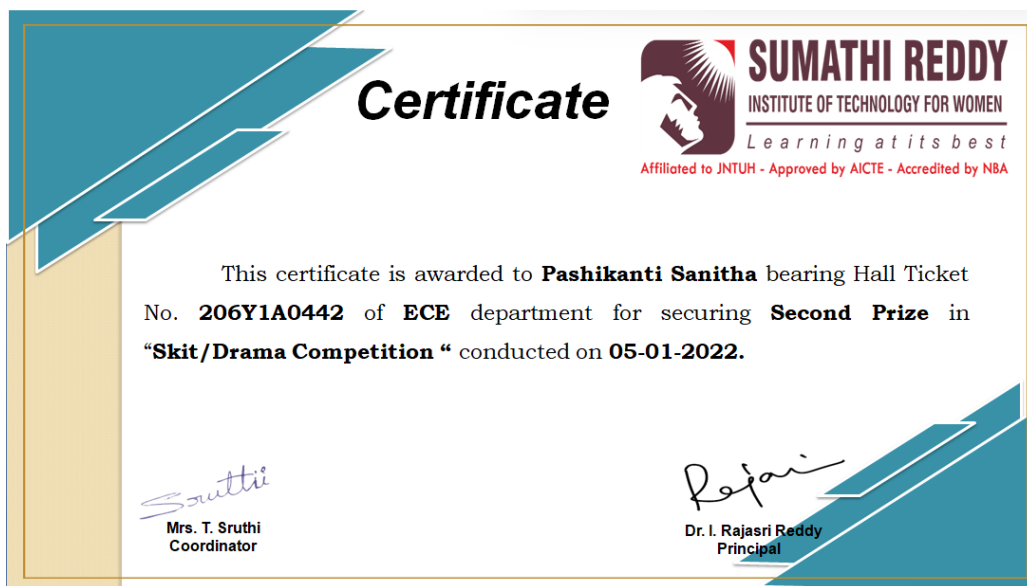 Certificate
SUMATHI REDDY
INSTITUTE OF TECHNOLOGY FOR WOMEN
Learning at its best
Affiliated to JNTUH - Approved by AICTE - Accredited by NBA
This certificate is awarded to Pashikanti Sanitha bearing Hall Ticket
No. 206Y1A0442 of ECE department for securing Second Prize in
“Skit/Drama Competition “ conducted on 05-01-2022.
Sruthi
Rajasri
Mrs. T. Sruthi
Coordinator
Dr. I. Rajasri Reddy
Principal